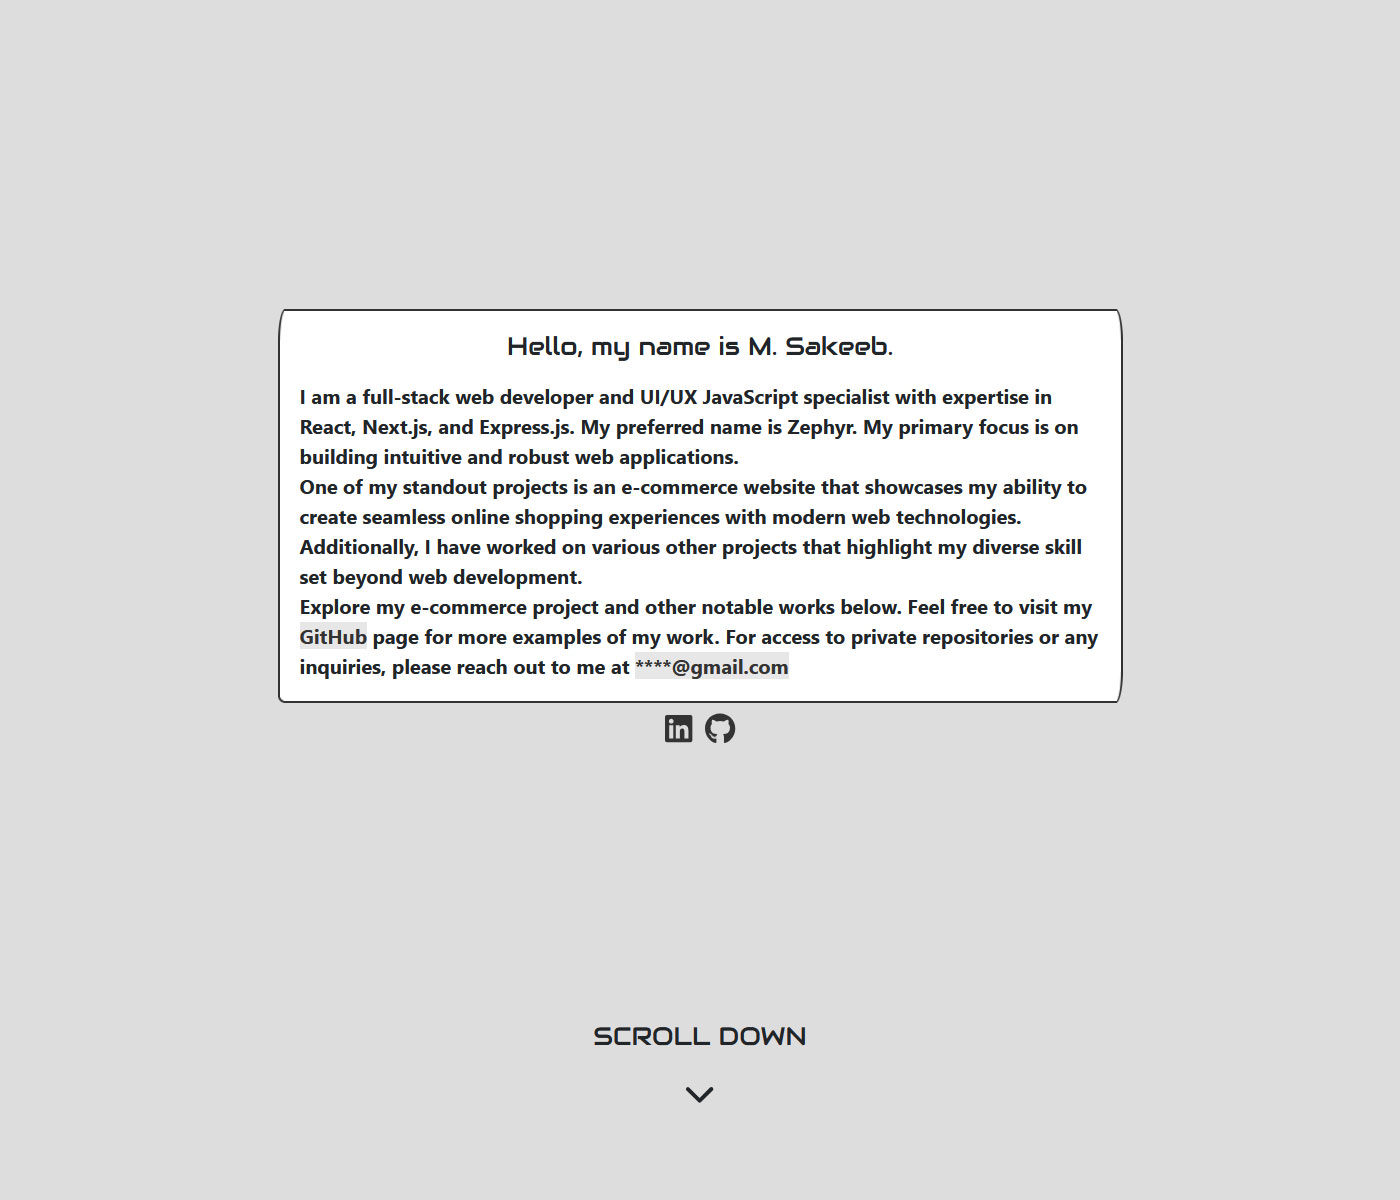 Hello, my name is M. Sakeeb.
I am a full-stack web developer and UI/UX JavaScript specialist with expertise in
React, Next.js, and Express.js. My preferred name is Zephyr. My primary focus is on
building intuitive and robust web applications.
One of my standout projects is an e-commerce website that showcases my ability to
create seamless online shopping experiences with modern web technologies.
Additionally, I have worked on various other projects that highlight my diverse skill
set beyond web development.
Explore my e-commerce project and other notable works below. Feel free to visit my
GitHub page for more examples of my work. For access to private repositories or any
inquiries, please reach out to me at ****@gmail.com
in
SCROLL DOWN